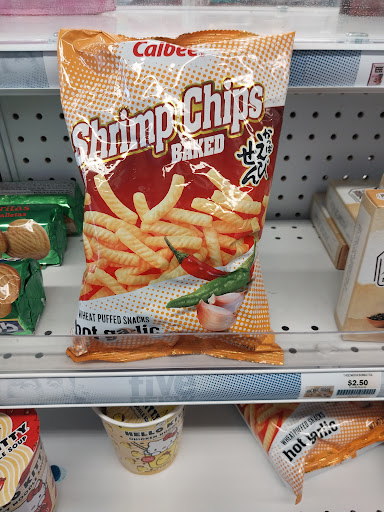 Calbee
Shrimp Chips
BAKED
かっぱ
えびせん
WHEAT PUFFED SNACKS
hot garlic
five
$2.50
HELLO KITTY
WHEAT PUFFED SNACKS
hot garlic